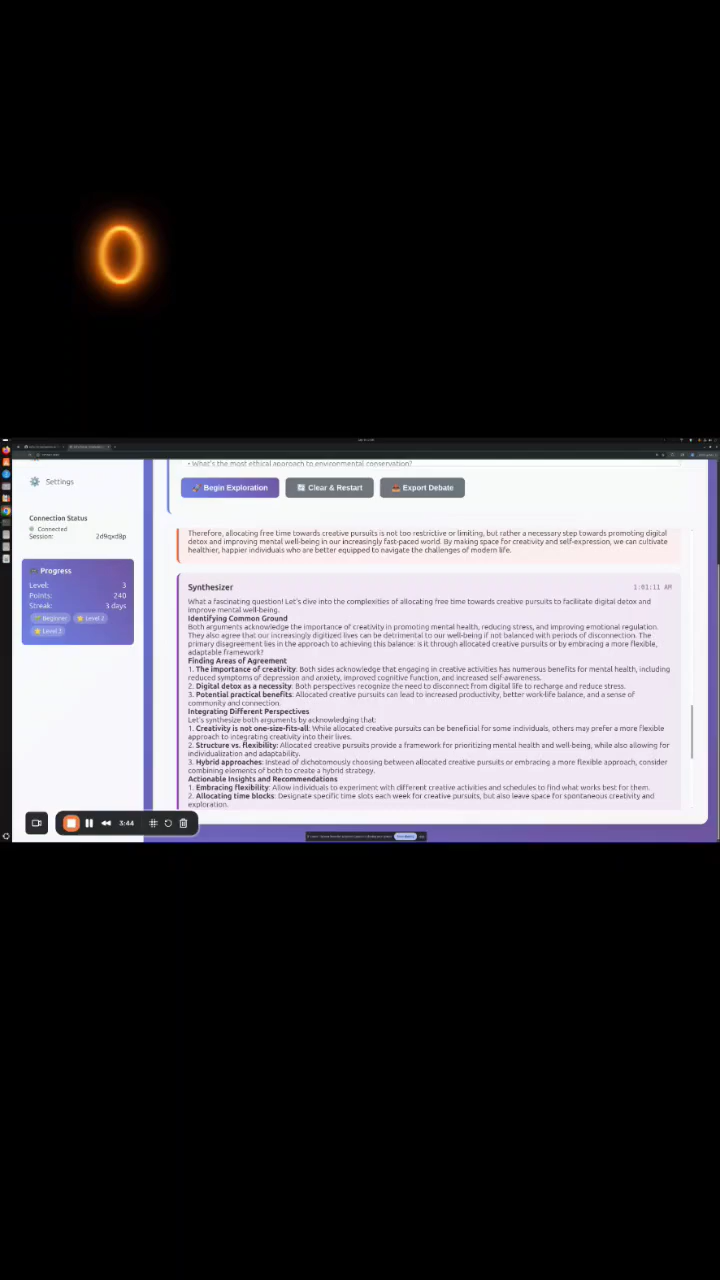 0
• What's the most ethical approach to environmental conservation?
Settings
Begin Exploration
Clear & Restart
Export Debate
Connection Status
Connected
Session: 2d9qxd8p
Progress
Level: 3
Points: 240
Streak: 3 days
Beginner
Level 2
Level 3
Therefore, allocating free time towards creative pursuits is not too restrictive or limiting, but rather a necessary step towards promoting digital
detox and improving mental well-being in our increasingly fast-paced world. By making space for creativity and self-expression, we can cultivate
healthier, happier individuals who are better equipped to navigate the challenges of modern life.
Synthesizer 1:01:11 AM
What a fascinating question! Let's dive into the complexities of allocating free time towards creative pursuits to facilitate digital detox and
improve mental well-being.
Identifying Common Ground
Both arguments acknowledge the importance of creativity in promoting mental health, reducing stress, and improving emotional regulation.
They also agree that our increasingly digitized lives can be detrimental to our well-being if not balanced with periods of disconnection. The
primary disagreement lies in the approach to achieving this balance: is it through allocated creative pursuits or by embracing a more flexible,
adaptable framework?
Finding Areas of Agreement
1. The importance of creativity: Both sides acknowledge that engaging in creative activities has numerous benefits for mental health, including
reduced symptoms of depression and anxiety, improved cognitive function, and increased self-awareness.
2. Digital detox as a necessity: Both perspectives recognize the need to disconnect from digital life to recharge and reduce stress.
3. Potential practical benefits: Allocated creative pursuits can lead to increased productivity, better work-life balance, and a sense of
community and connection.
Integrating Different Perspectives
Let's synthesize both arguments by acknowledging that:
1. Creativity is not one-size-fits-all: While allocated creative pursuits can be beneficial for some individuals, others may prefer a more flexible
approach to integrating creativity into their lives.
2. Structure vs. flexibility: Allocated creative pursuits provide a framework for prioritizing mental health and well-being, while also allowing for
individualization and adaptability.
3. Hybrid approaches: Instead of dichotomously choosing between allocated creative pursuits or embracing a more flexible approach, consider
combining elements of both to create a hybrid strategy.
Actionable Insights and Recommendations
1. Embracing flexibility: Allow individuals to experiment with different creative activities and schedules to find what works best for them.
2. Allocating time blocks: Designate specific time slots each week for creative pursuits, but also leave space for spontaneous creativity and
exploration.
3:44